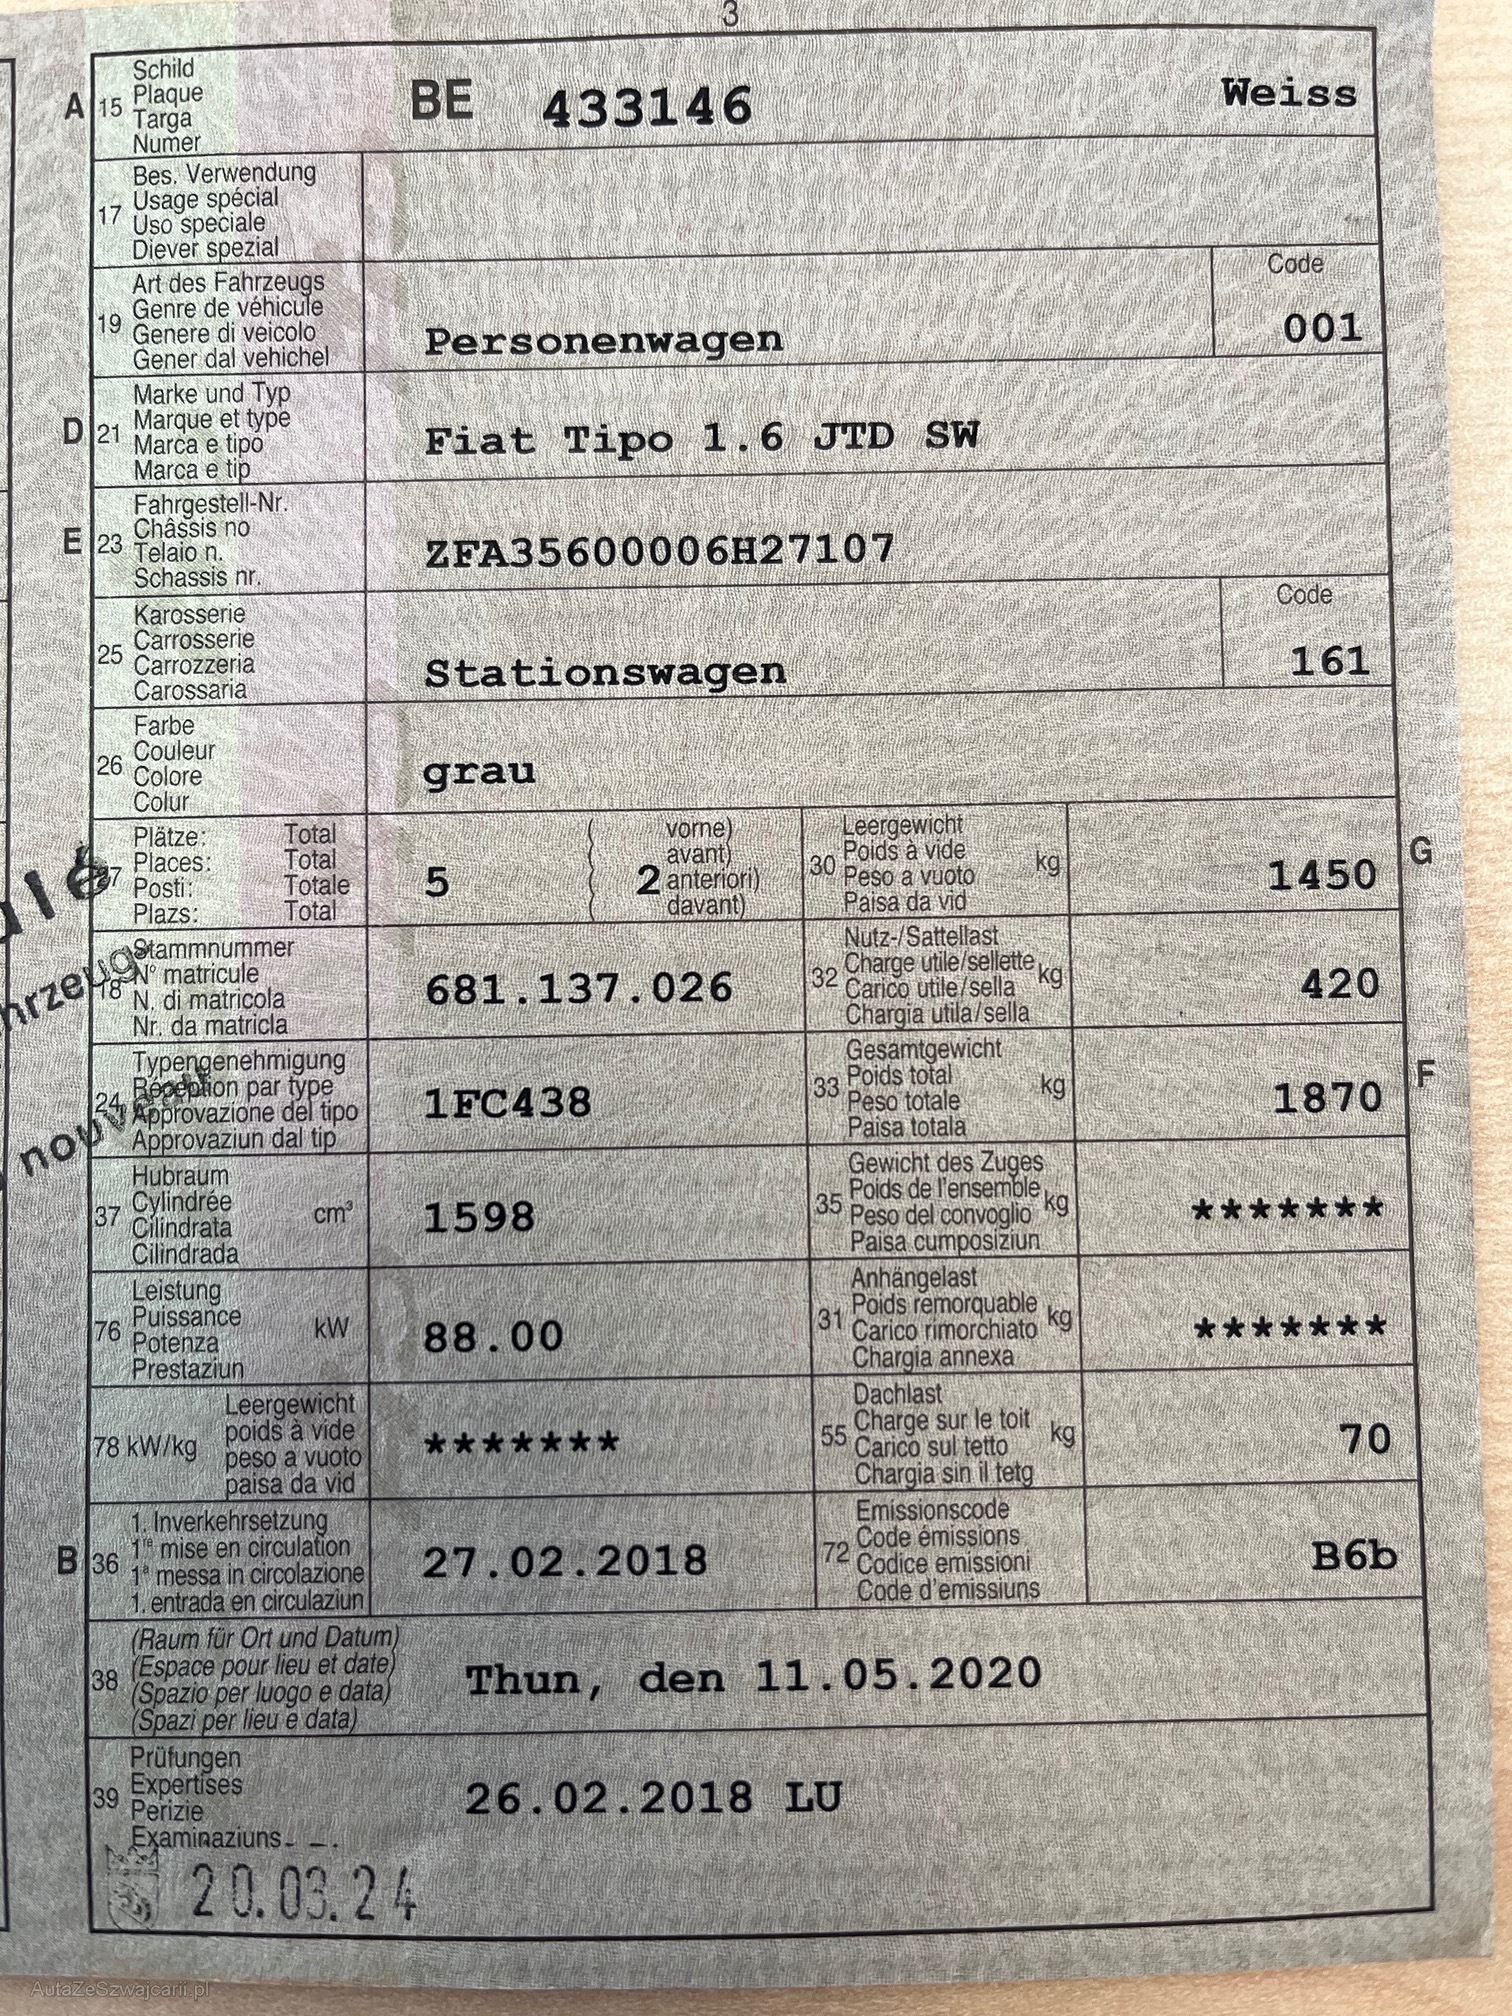 3
A 15 Schild
Plaque
Targa
Numer
BE 433146 Weiss
17 Bes. Verwendung
Usage spécial
Uso speciale
Diever spezial
19 Art des Fahrzeugs
Genre de véhicule
Genere di veicolo
Gener dal vehichel
Personenwagen
Code
001
D 21 Marke und Typ
Marque et type
Marca e tipo
Marca e tip
Fiat Tipo 1.6 JTD SW
E 23 Fahrgestell-Nr.
Châssis no
Telaio n.
Schassis nr.
ZFA35600006H27107
25 Karosserie
Carrosserie
Carrozzeria
Carossaria
Stationswagen
Code
161
26 Farbe
Couleur
Colore
Colur
grau
27 Plätze: Total
Places: Total
Posti: Totale
Plazs: Total
5
2
vorne)
avant)
anteriori)
davant)
30 Leergewicht
Poids à vide
Peso a vuoto
Paisa da vid
kg
1450 G
18 Stammnummer
N° matricule
N. di matricola
Nr. da matricla
681.137.026
32 Nutz-/Sattellast
Charge utile/sellette
Carico utile/sella
Chargia utila/sella
kg
420
24 Typengenehmigung
Réception par type
Approvazione del tipo
Approvaziun dal tip
1FC438
33 Gesamtgewicht
Poids total
Peso totale
Paisa totala
kg
1870 F
nouveau
37 Hubraum
Cylindrée
Cilindrata
Cilindrada
cm³
1598
35 Gewicht des Zuges
Poids de l'ensemble
Peso del convoglio
Paisa cumposiziun
kg
*******
76 Leistung
Puissance
Potenza
Prestaziun
kW
88.00
31 Anhängelast
Poids remorquable
Carico rimorchiato
Chargia annexa
kg
*******
78 kW/kg
Leergewicht
poids à vide
peso a vuoto
paisa da vid
*******
55 Dachlast
Charge sur le toit
Carico sul tetto
Chargia sin il tetg
kg
70
B 36 1. Inverkehrsetzung
1re mise en circulation
1a messa in circolazione
1. entrada en circulaziun
27.02.2018
72 Emissionscode
Code émissions
Codice emissioni
Code d'emissiuns
B6b
38 (Raum für Ort und Datum)
(Espace pour lieu et date)
(Spazio per luogo e data)
(Spazi per lieu e data)
Thun, den 11.05.2020
39 Prüfungen
Expertises
Perizie
Examinaziuns
26.02.2018 LU
20.03.24
AutaZeSzwajcarii.pl